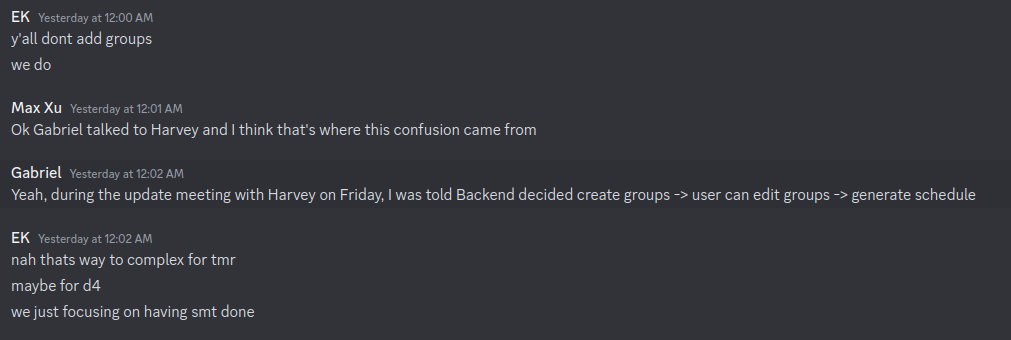 EK Yesterday at 12:00 AM
y'all dont add groups
we do
Max Xu Yesterday at 12:01 AM
Ok Gabriel talked to Harvey and I think that's where this confusion came from
Gabriel Yesterday at 12:02 AM
Yeah, during the update meeting with Harvey on Friday, I was told Backend decided create groups -> user can edit groups -> generate schedule
EK Yesterday at 12:02 AM
nah thats way to complex for tmr
maybe for d4
we just focusing on having smt done